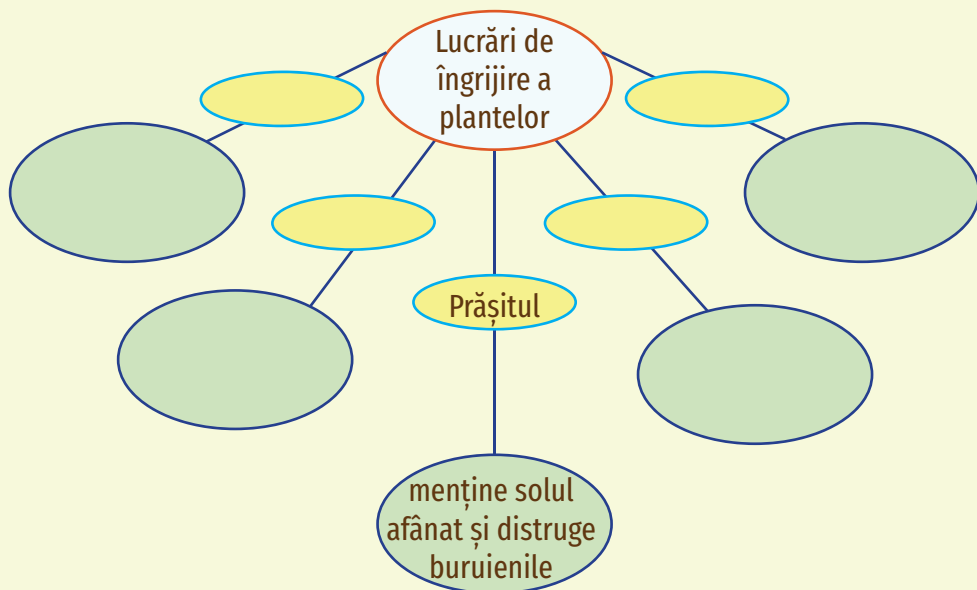 Lucrări de
îngrijire a
plantelor
Prășitul
menține solul
afânat și distruge
buruienile